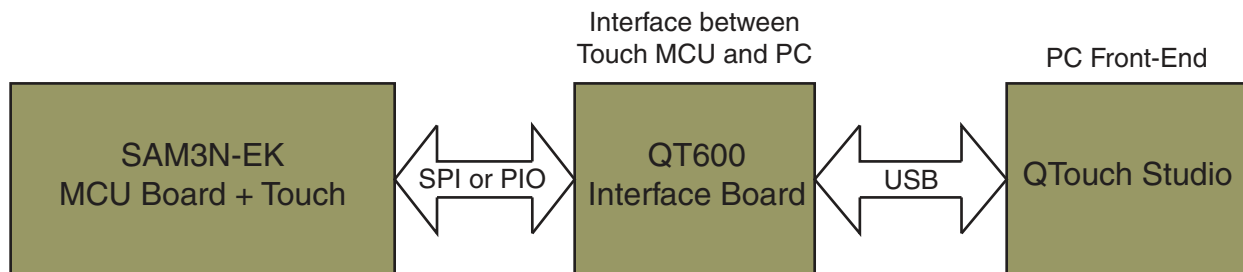 Interface between
Touch MCU and PC
PC Front-End
SAM3N-EK
MCU Board + Touch
SPI or PIO
QT600
Interface Board
USB
QTouch Studio